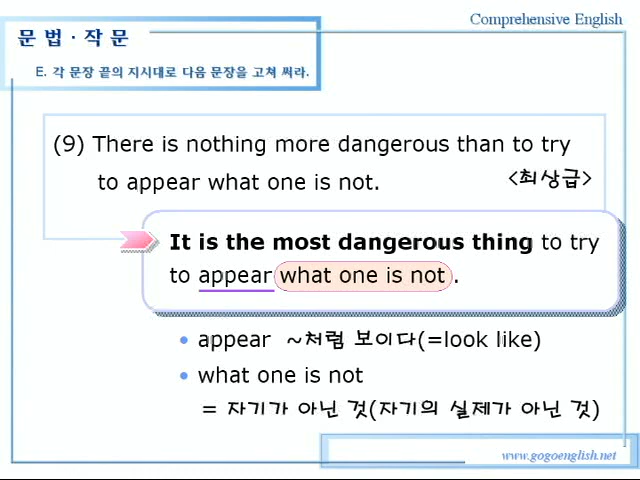 Comprehensive English
문 법 · 작 문
E. 각 문장 끝의 지시대로 다음 문장을 고쳐 써라.
(9) There is nothing more dangerous than to try
to appear what one is not. <최상급>
It is the most dangerous thing to try
to appear what one is not.
• appear ~처럼 보이다(=look like)
• what one is not
= 자기가 아닌 것(자기의 실제가 아닌 것)
www.gogoenglish.net